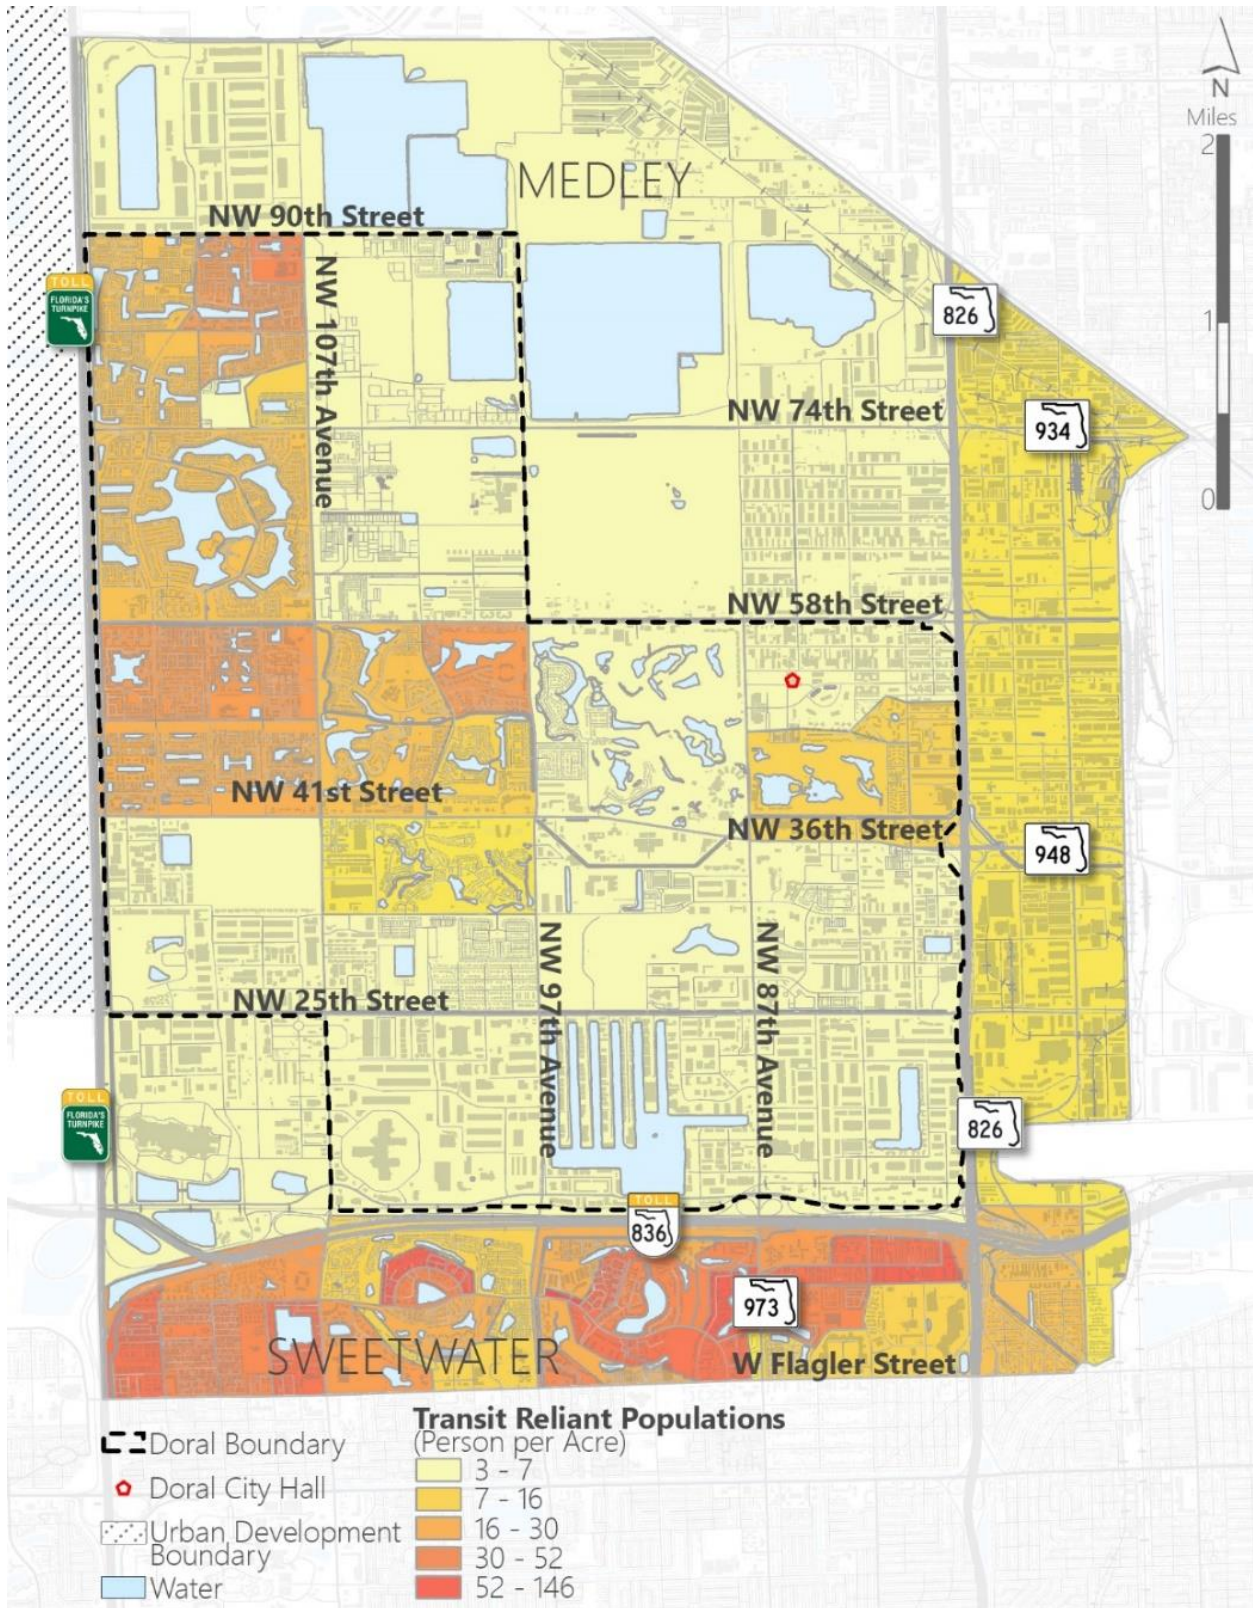 N
Miles
2
1
0
MEDLEY
NW 90th Street
TOLL
FLORIDA'S
TURNPIKE
NW 107th Avenue
826
NW 74th Street
934
NW 58th Street
NW 41st Street
NW 36th Street
948
NW 25th Street
NW 97th Avenue
NW 87th Avenue
TOLL
FLORIDA'S
TURNPIKE
826
TOLL
836
973
SWEETWATER
W Flagler Street
Doral Boundary
Doral City Hall
Urban Development
Boundary
Water
Transit Reliant Populations
(Person per Acre)
3 - 7
7 - 16
16 - 30
30 - 52
52 - 146